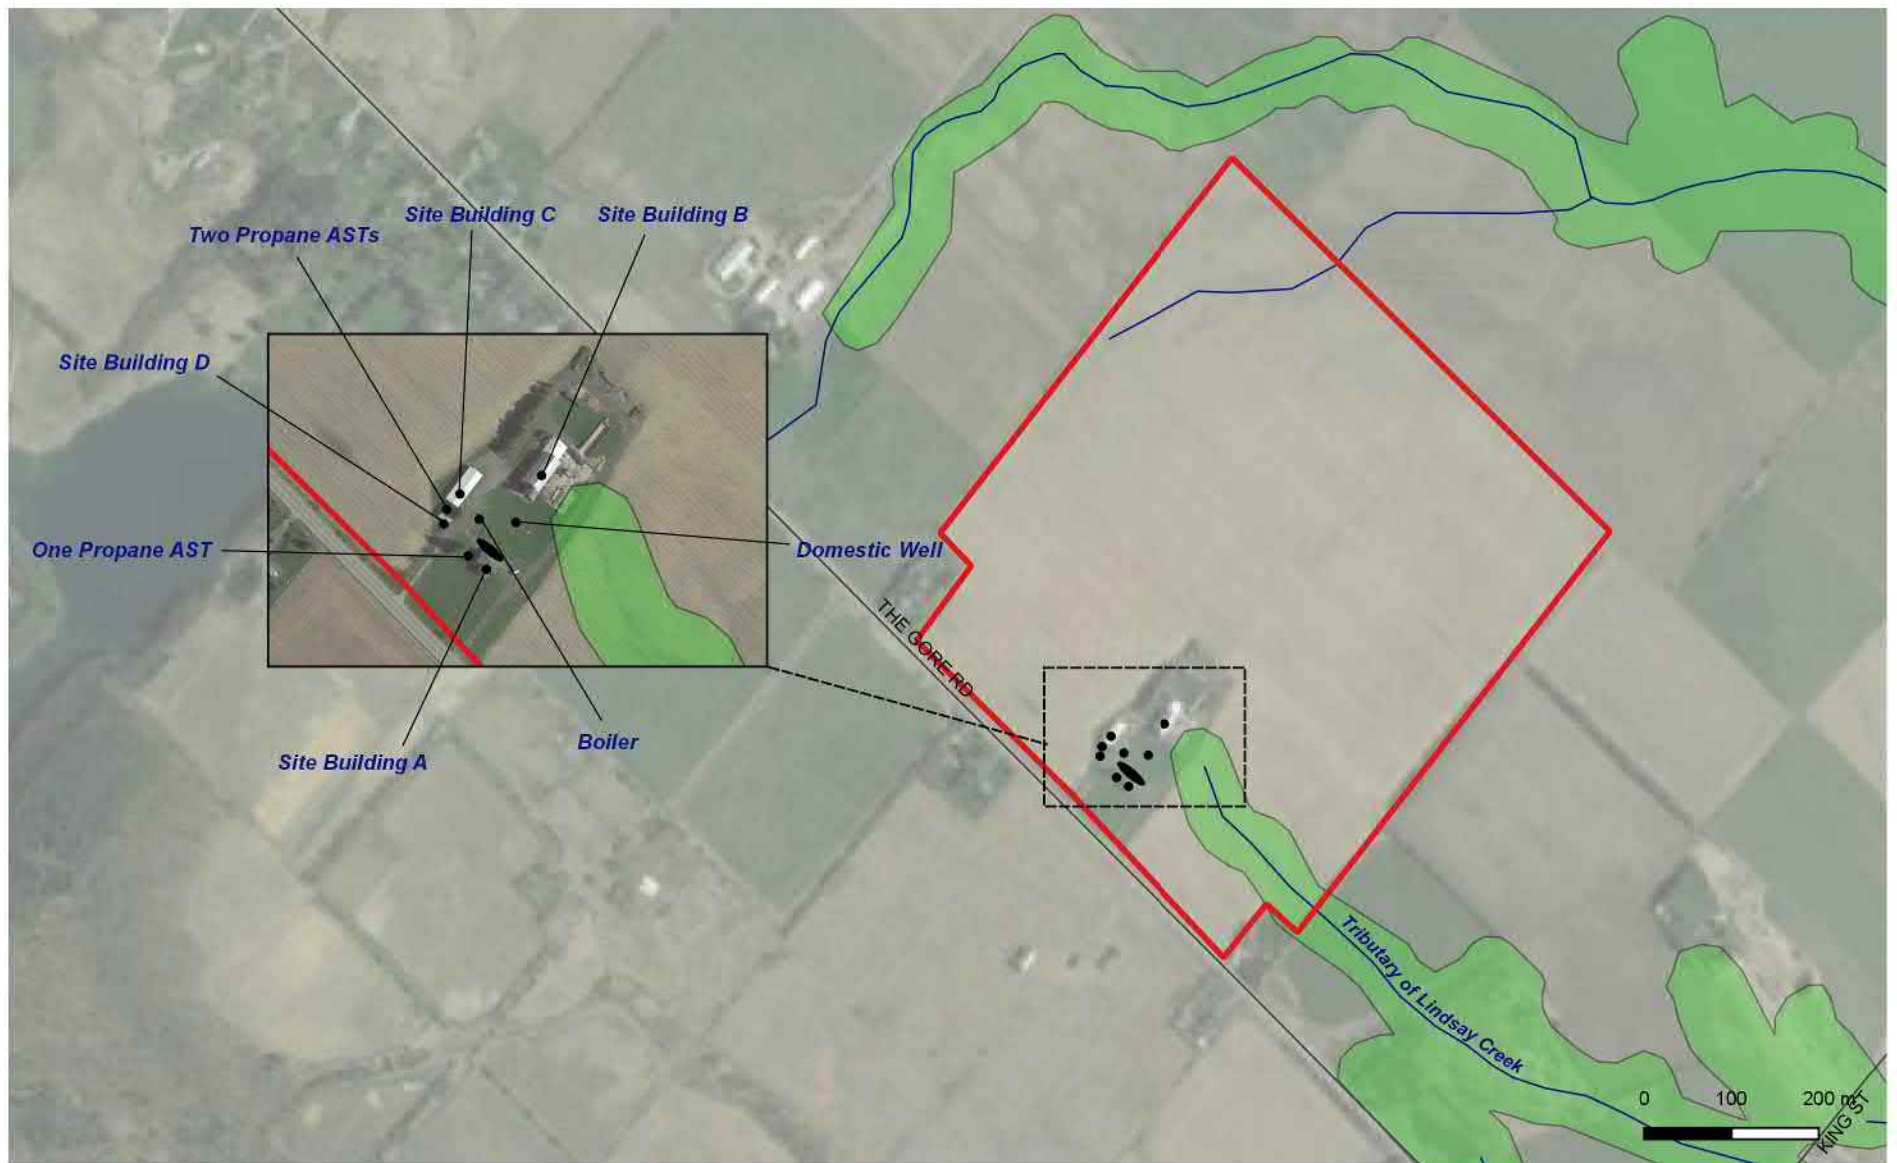 Site Building C
Site Building B
Two Propane ASTs
Site Building D
One Propane AST
Domestic Well
THE GORE RD
Boiler
Site Building A
Tributary of Lindsay Creek
0 100 200 m
KING ST